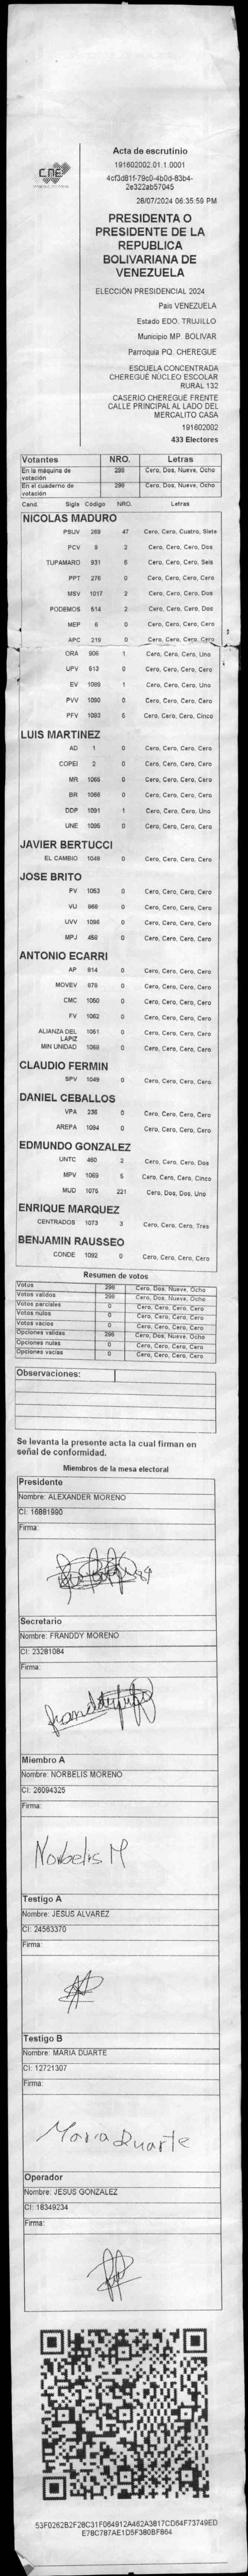 CNE
Acta de escrutinio
191602002.01.1.0001
4cf3d81f-79c0-4b0d-83b4-
2e322ab57045
28/07/2024 06:35:59 PM
PRESIDENTA O
PRESIDENTE DE LA
REPUBLICA
BOLIVARIANA DE
VENEZUELA
ELECCIÓN PRESIDENCIAL 2024
Pais VENEZUELA
Estado EDO. TRUJILLO
Municipio MP. BOLIVAR
Parroquia PQ. CHEREGUE
ESCUELA CONCENTRADA
CHEREGUÉ NÚCLEO ESCOLAR
RURAL 132
CASERIO CHEREGUE FRENTE
CALLE PRINCIPAL AL LADO DEL
MERCALITO CASA
191602002
433 Electores
Votantes NRO. Letras
En la máquina de votación 298 Cero, Dos, Nueve, Ocho
En el cuaderno de votación 298 Cero, Dos, Nueve, Ocho
Cand. Sigla Codigo NRO. Letras
NICOLAS MADURO
PSUV 269 47 Cero, Cero, Cuatro, Siete
PCV 8 2 Cero, Cero, Cero, Dos
TUPAMARO 931 6 Cero, Cero, Cero, Seis
PPT 276 0 Cero, Cero, Cero, Cero
MSV 1017 2 Cero, Cero, Cero, Dos
PODEMOS 514 2 Cero, Cero, Cero, Dos
MEP 6 0 Cero, Cero, Cero, Cero
APC 219 0 Cero, Cero, Cero, Cero
ORA 906 1 Cero, Cero, Cero, Uno
UPV 513 0 Cero, Cero, Cero, Cero
EV 1089 1 Cero, Cero, Cero, Uno
PVV 1090 0 Cero, Cero, Cero, Cero
PFV 1093 5 Cero, Cero, Cero, Cinco
LUIS MARTINEZ
AD 1 0 Cero, Cero, Cero, Cero
COPEI 2 0 Cero, Cero, Cero, Cero
MR 1065 0 Cero, Cero, Cero, Cero
BR 1066 0 Cero, Cero, Cero, Cero
DDP 1091 1 Cero, Cero, Cero, Uno
UNE 1095 0 Cero, Cero, Cero, Cero
JAVIER BERTUCCI
EL CAMBIO 1048 0 Cero, Cero, Cero, Cero
JOSE BRITO
PV 1053 0 Cero, Cero, Cero, Cero
VU 868 0 Cero, Cero, Cero, Cero
UVV 1096 0 Cero, Cero, Cero, Cero
MPJ 458 0 Cero, Cero, Cero, Cero
ANTONIO ECARRI
AP 814 0 Cero, Cero, Cero, Cero
MOVEV 878 0 Cero, Cero, Cero, Cero
CMC 1050 0 Cero, Cero, Cero, Cero
FV 1062 0 Cero, Cero, Cero, Cero
ALIANZA DEL LAPIZ 1051 0 Cero, Cero, Cero, Cero
MIN UNIDAD 1068 0 Cero, Cero, Cero, Cero
CLAUDIO FERMIN
SPV 1049 0 Cero, Cero, Cero, Cero
DANIEL CEBALLOS
VPA 236 0 Cero, Cero, Cero, Cero
AREPA 1094 0 Cero, Cero, Cero, Cero
EDMUNDO GONZALEZ
UNTC 460 2 Cero, Cero, Cero, Dos
MPV 1069 5 Cero, Cero, Cero, Cinco
MUD 1075 221 Cero, Dos, Dos, Uno
ENRIQUE MARQUEZ
CENTRADOS 1073 3 Cero, Cero, Cero, Tres
BENJAMIN RAUSSEO
CONDE 1092 0 Cero, Cero, Cero, Cero
Resumen de votos
Votos 298 Cero, Dos, Nueve, Ocho
Votos validos 298 Cero, Dos, Nueve, Ocho
Votos parciales 0 Cero, Cero, Cero, Cero
Votos nulos 0 Cero, Cero, Cero, Cero
Votos vacios 0 Cero, Cero, Cero, Cero
Opciones validas 298 Cero, Dos, Nueve, Ocho
Opciones nulas 0 Cero, Cero, Cero, Cero
Opciones vacias 0 Cero, Cero, Cero, Cero
Observaciones:
Se levanta la presente acta la cual firman en
señal de conformidad.
Miembros de la mesa electoral
Presidente
Nombre: ALEXANDER MORENO
CI: 16881990
Firma:
Secretario
Nombre: FRANDDY MORENO
CI: 23281084
Firma:
Miembro A
Nombre: NORBELIS MORENO
CI: 26094325
Firma:
Norbelis M
Testigo A
Nombre: JESUS ALVAREZ
CI: 24563370
Firma:
Testigo B
Nombre: MARIA DUARTE
CI: 12721307
Firma:
Maria Duarte
Operador
Nombre: JESUS GONZALEZ
CI: 18349234
Firma:
53F0262B2F28C31F064912A462A3817CD64F73749ED
E78C787AE1D5F380BF864